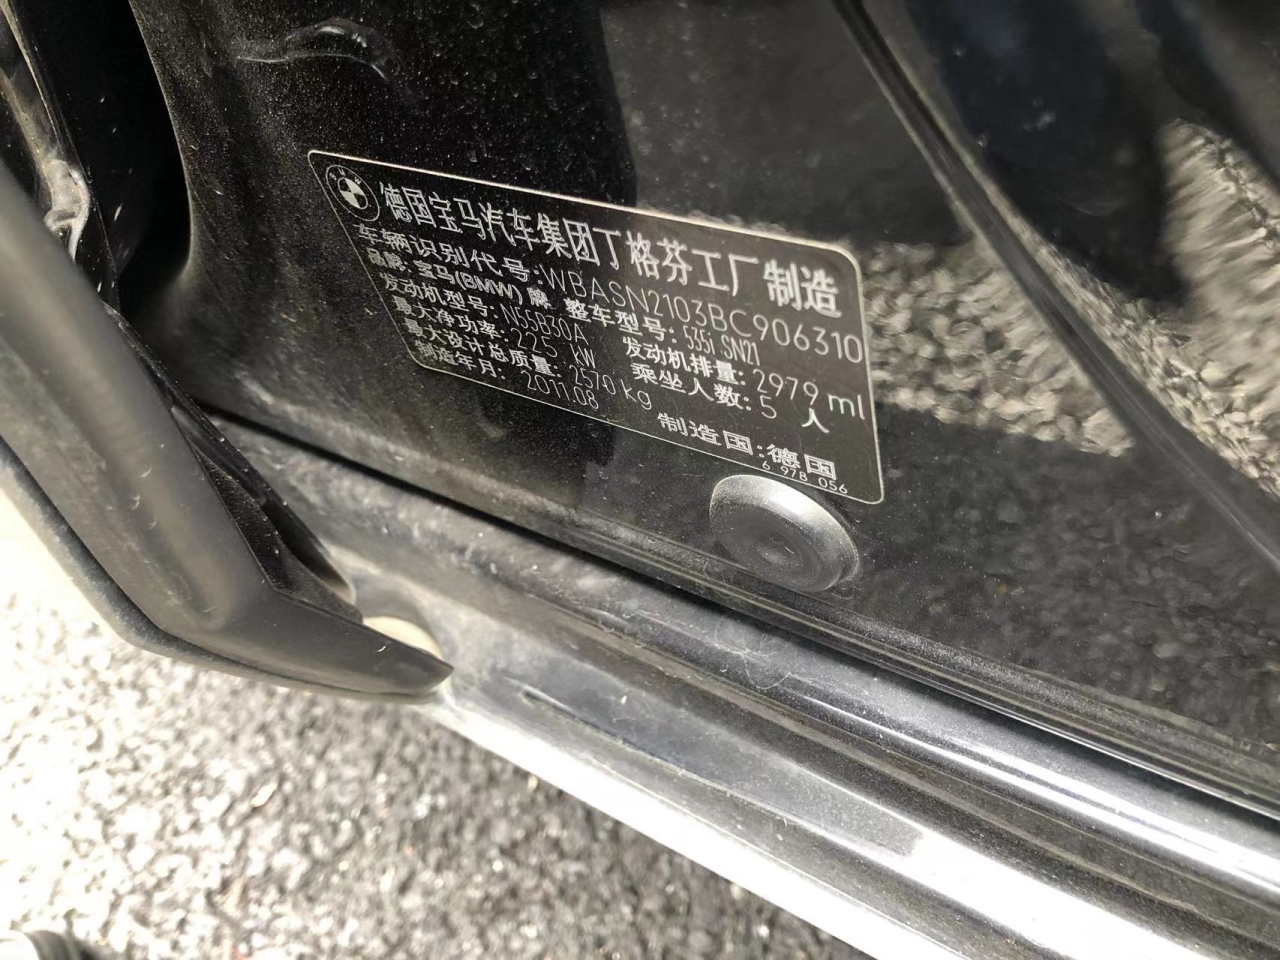 德国宝马汽车集团丁格芬工厂制造
车辆识别代号:WBASN2103BC906310
品牌: 宝马(BMW) 牌 整车型号: 535i SN21
发动机型号: N55B30A 发动机排量: 2979 ml
最大净功率: 225 kW 乘坐人数: 5 人
最大设计总质量: 2570 kg
制造年月: 2011.08 制造国:德国
6 978 056